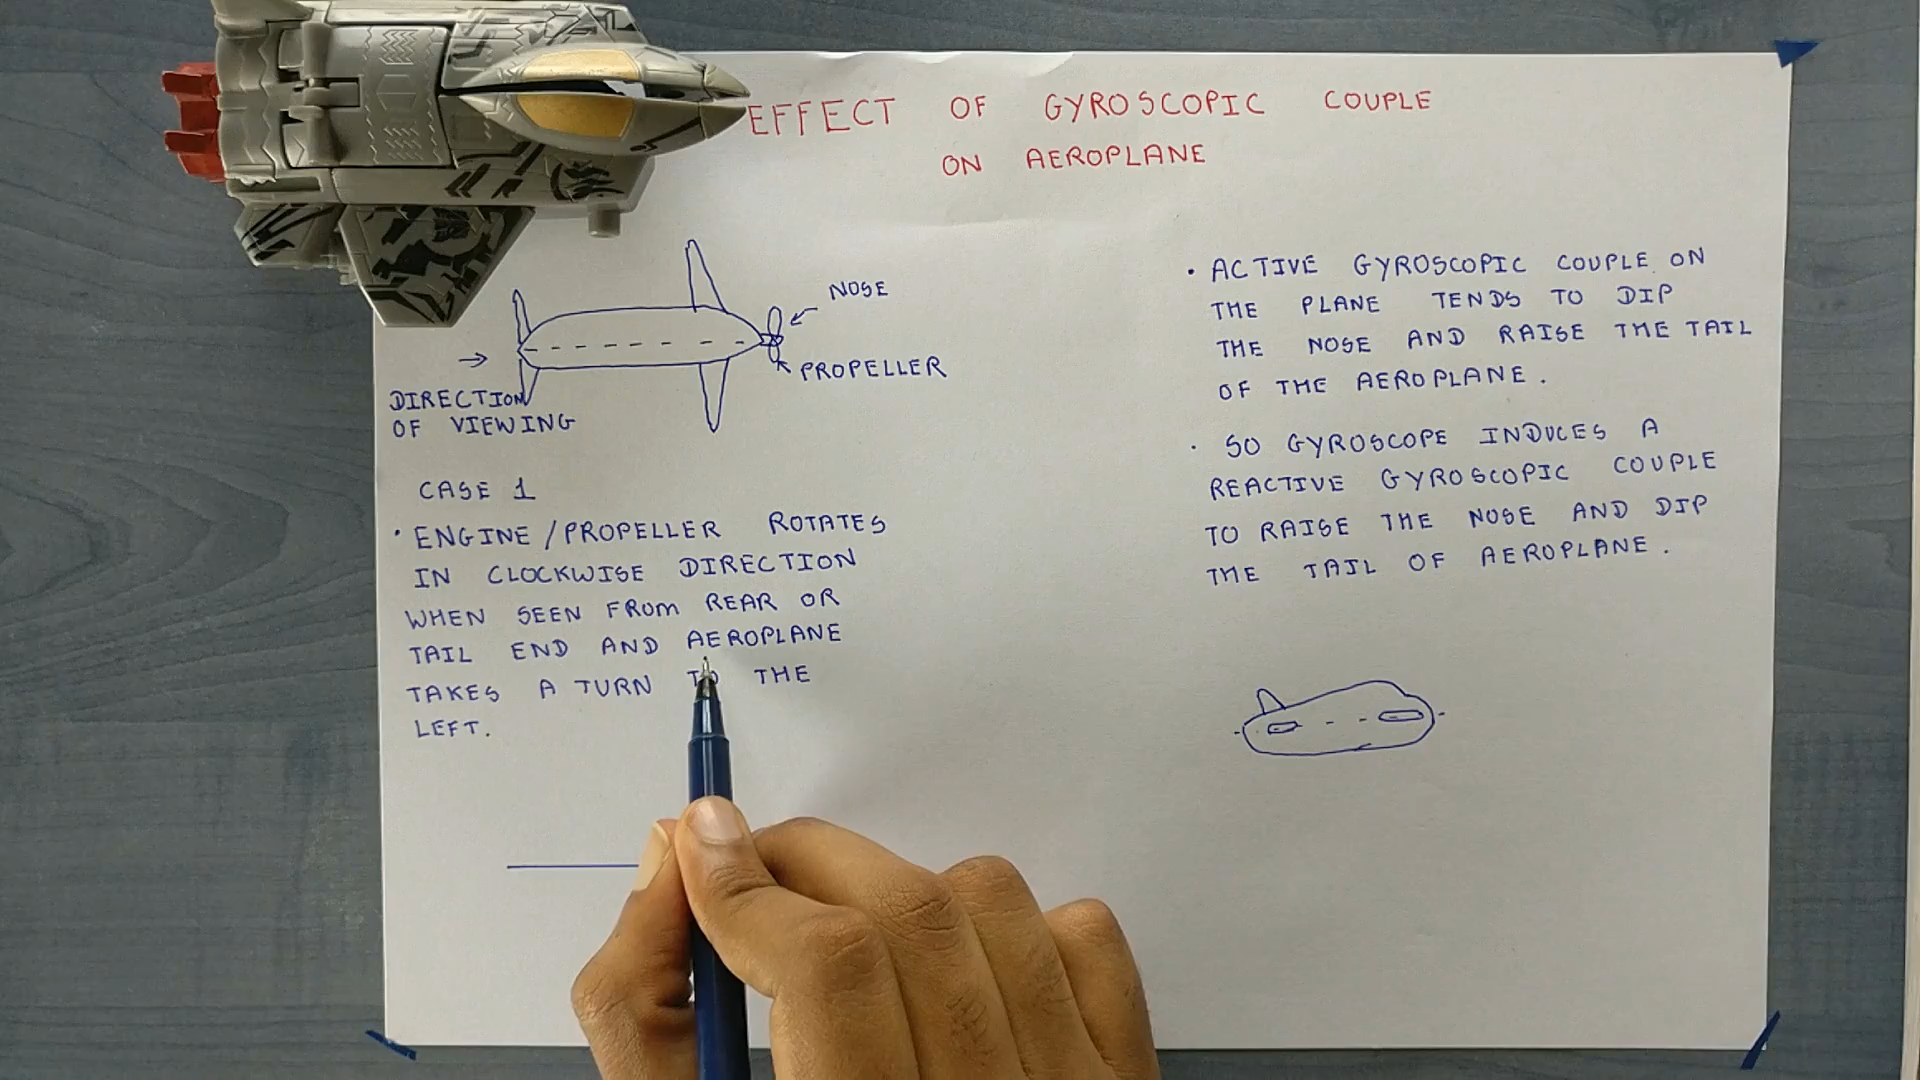 EFFECT OF GYROSCOPIC COUPLE
ON AEROPLANE
NOSE
PROPELLER
DIRECTION
OF VIEWING
CASE 1
• ENGINE/PROPELLER ROTATES
IN CLOCKWISE DIRECTION
WHEN SEEN FROM REAR OR
TAIL END AND AEROPLANE
TAKES A TURN TO THE
LEFT.
• ACTIVE GYROSCOPIC COUPLE ON
THE PLANE TENDS TO DIP
THE NOSE AND RAISE THE TAIL
OF THE AEROPLANE.
• SO GYROSCOPE INDUCES A
REACTIVE GYROSCOPIC COUPLE
TO RAISE THE NOSE AND DIP
THE TAIL OF AEROPLANE.